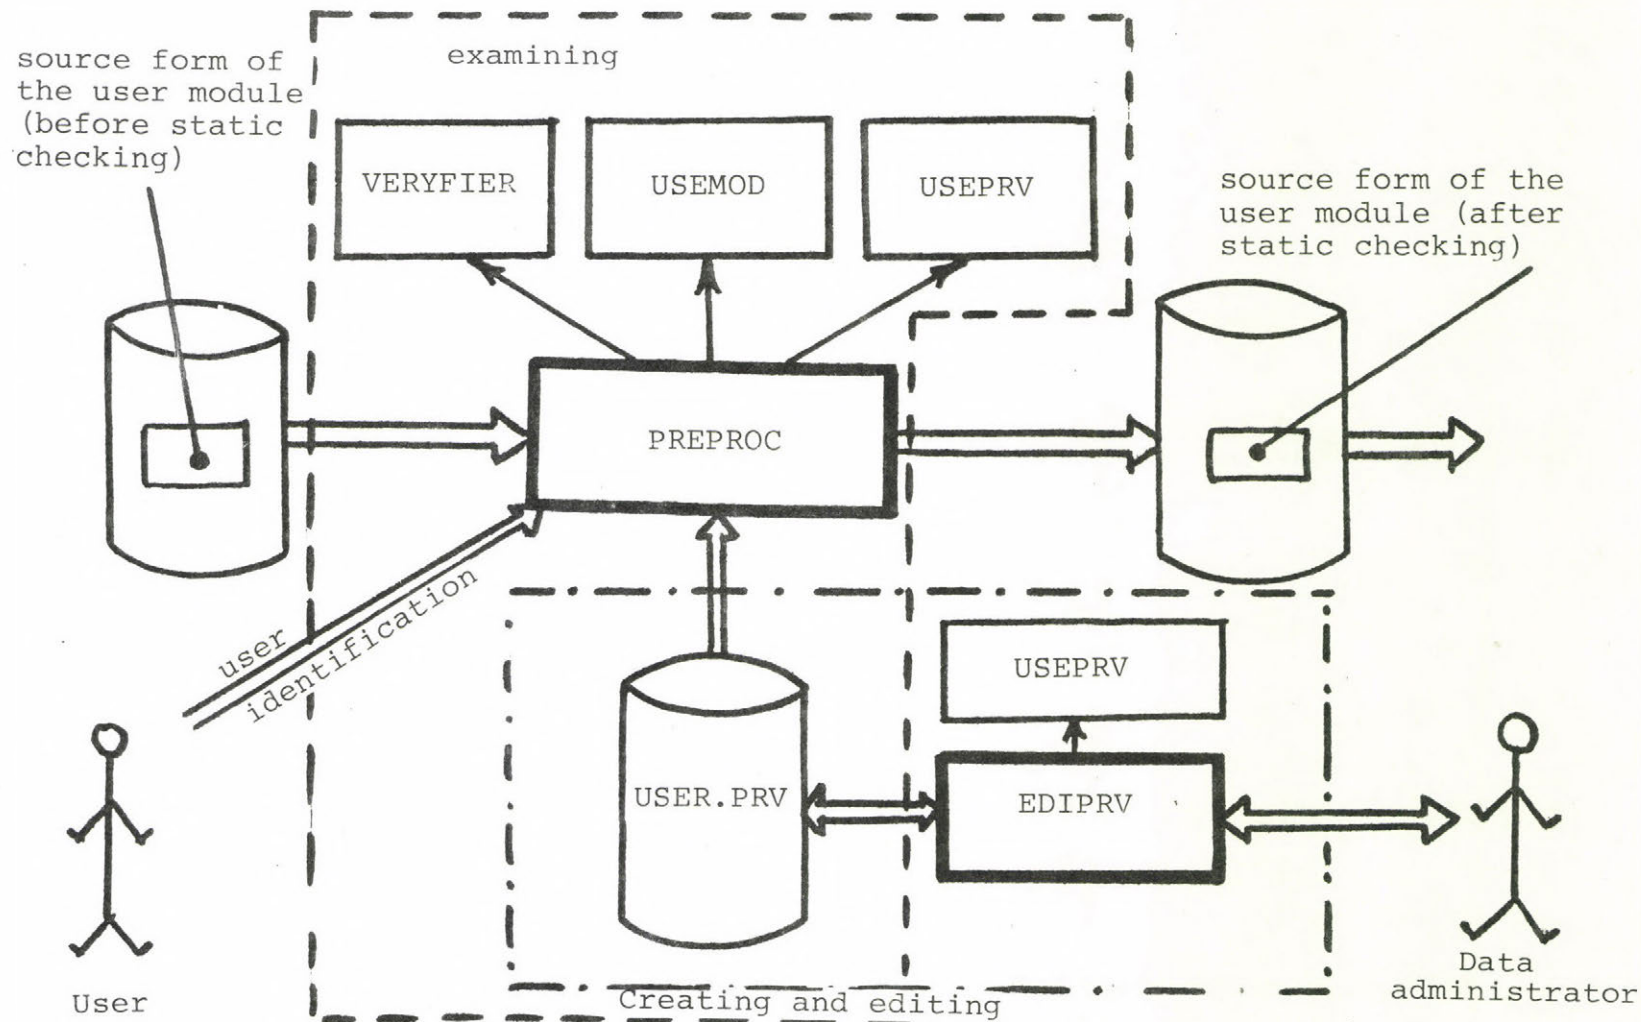 examining
source form of
the user module
(before static
checking)
VERYFIER
USEMOD
USEPRV
source form of the
user module (after
static checking)
PREPROC
user
identification
USEPRV
USER.PRV
EDIPRV
User
Creating and editing
Data
administrator